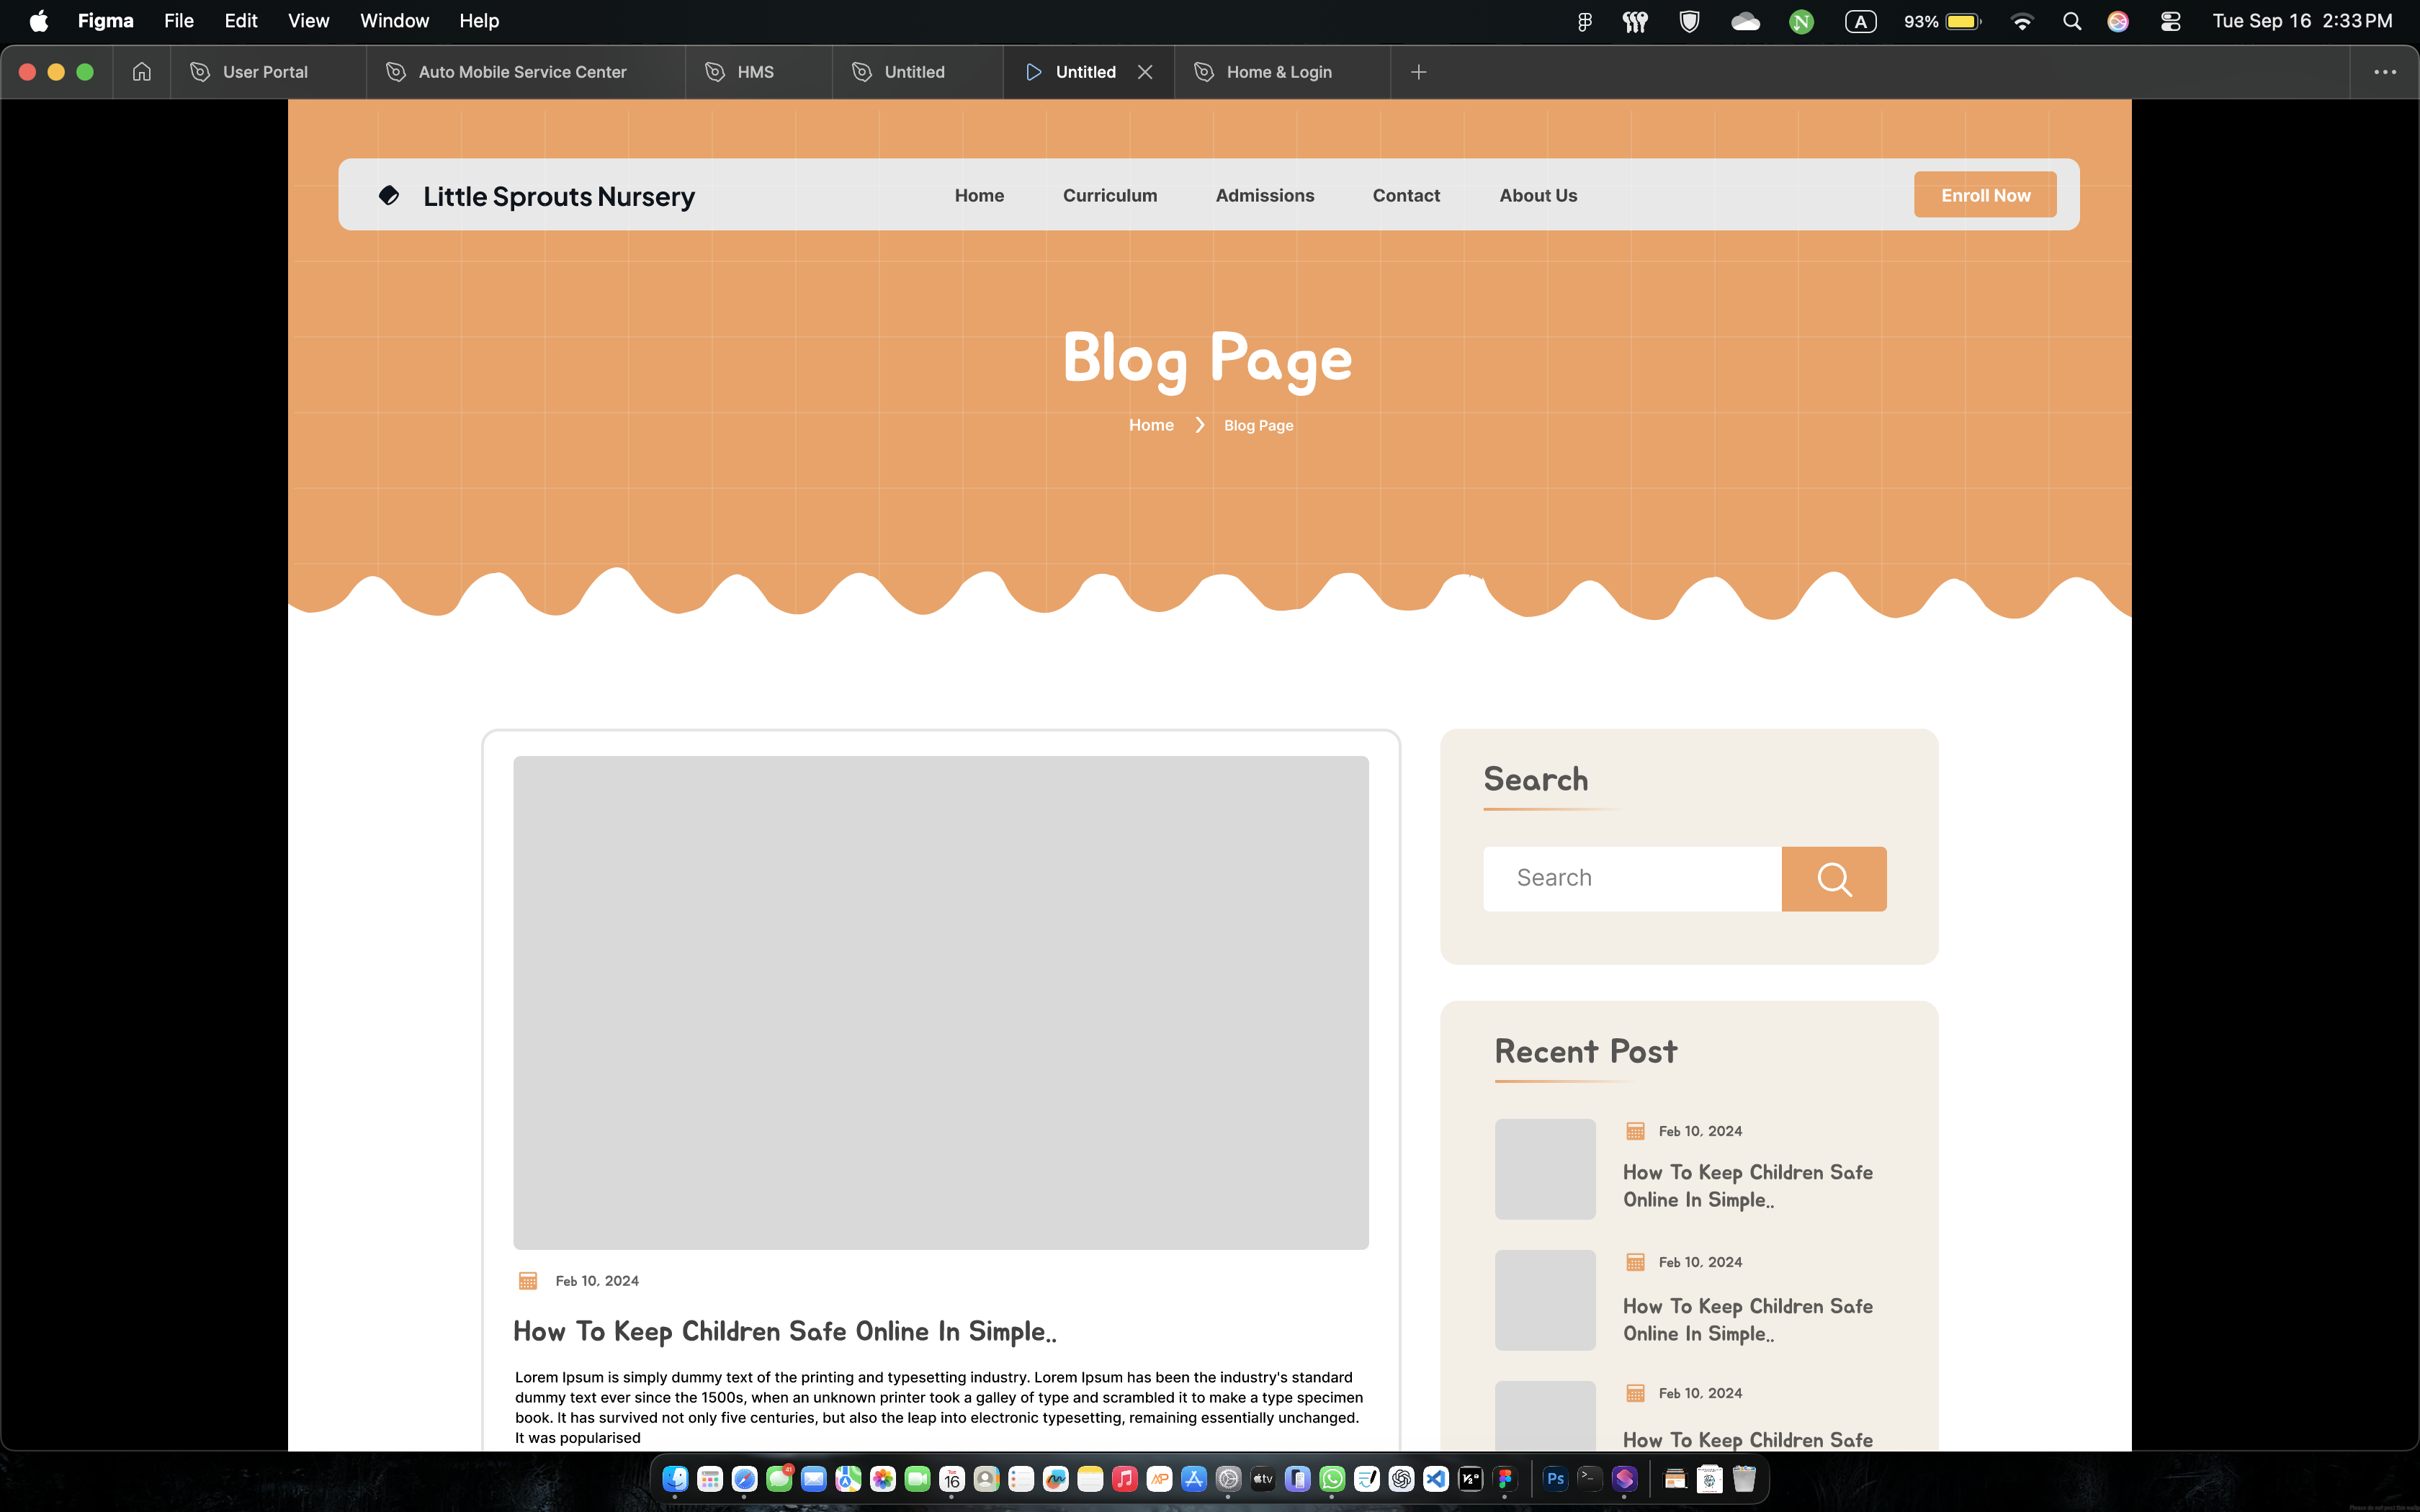 Figma File Edit View Window Help A 93% Tue Sep 16 2:33 PM
User Portal Auto Mobile Service Center HMS Untitled Untitled Home & Login
Little Sprouts Nursery Home Curriculum Admissions Contact About Us Enroll Now
Blog Page
Home Blog Page
Search
Search
Recent Post
Feb 10, 2024
How To Keep Children Safe
Online In Simple..
Feb 10, 2024
How To Keep Children Safe
Online In Simple..
Feb 10, 2024
How To Keep Children Safe
Feb 10, 2024
How To Keep Children Safe Online In Simple..
Lorem Ipsum is simply dummy text of the printing and typesetting industry. Lorem Ipsum has been the industry's standard
dummy text ever since the 1500s, when an unknown printer took a galley of type and scrambled it to make a type specimen
book. It has survived not only five centuries, but also the leap into electronic typesetting, remaining essentially unchanged.
It was popularised
41 16 tv Ps